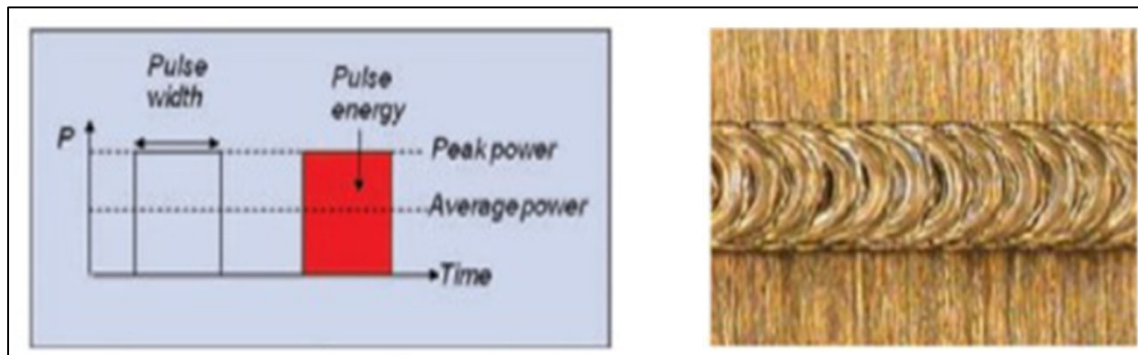 Pulse
width
Pulse
energy
P
Peak power
Average power
Time